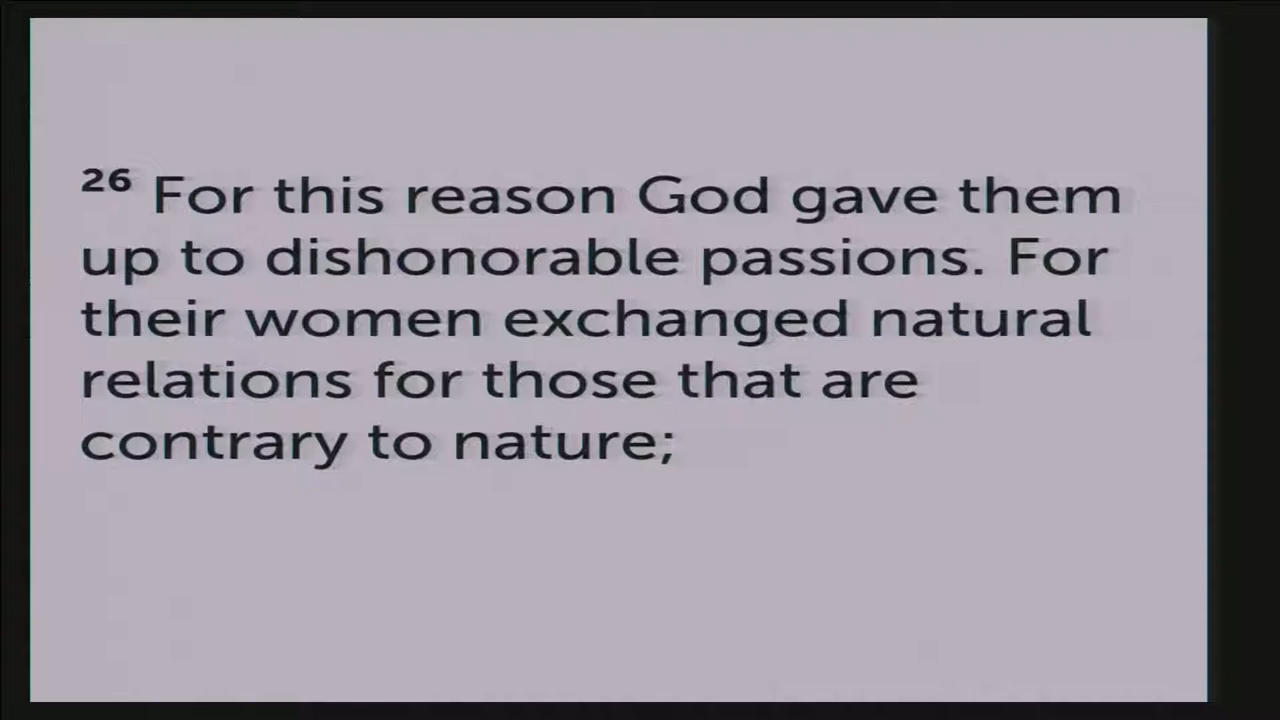 26 For this reason God gave them
up to dishonorable passions. For
their women exchanged natural
relations for those that are
contrary to nature;